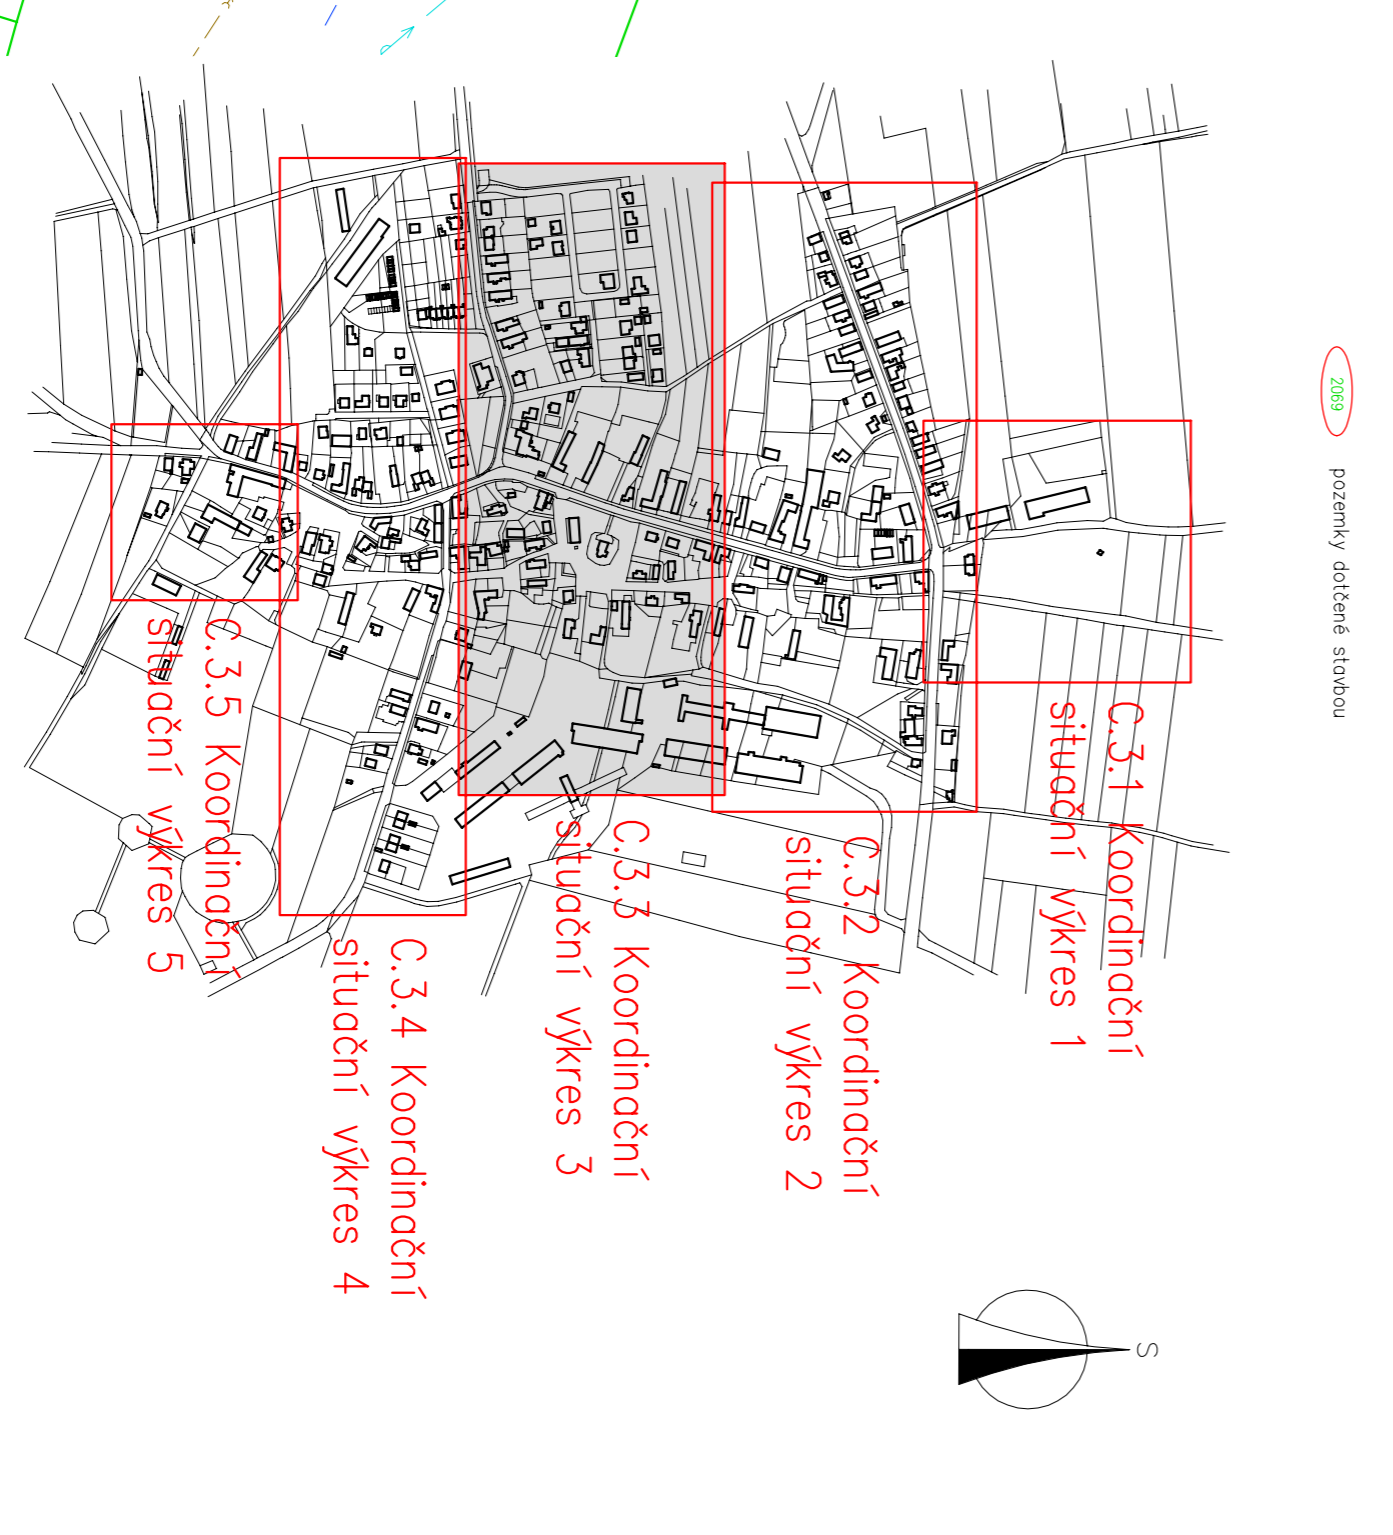 2069
pozemky dotčené stavbou
C.3.1 Koordinační
situační výkres 1
C.3.2 Koordinační
situační výkres 2
C.3.3 Koordinační
situační výkres 3
C.3.4 Koordinační
situační výkres 4
C.3.5 Koordinační
situační výkres 5
S